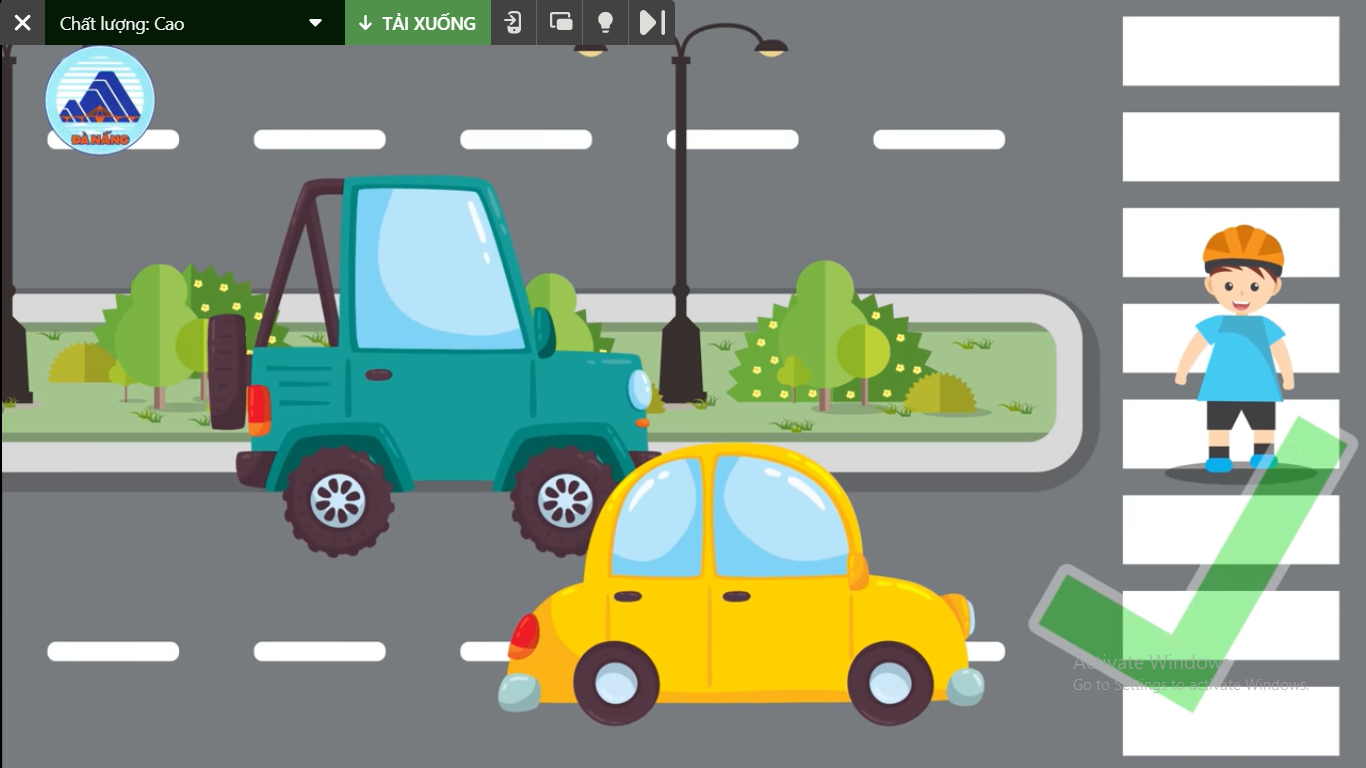 Chất lượng: Cao
TẢI XUỐNG
ĐÀ NẴNG
Activate Windows
Go to Settings to activate Windows.